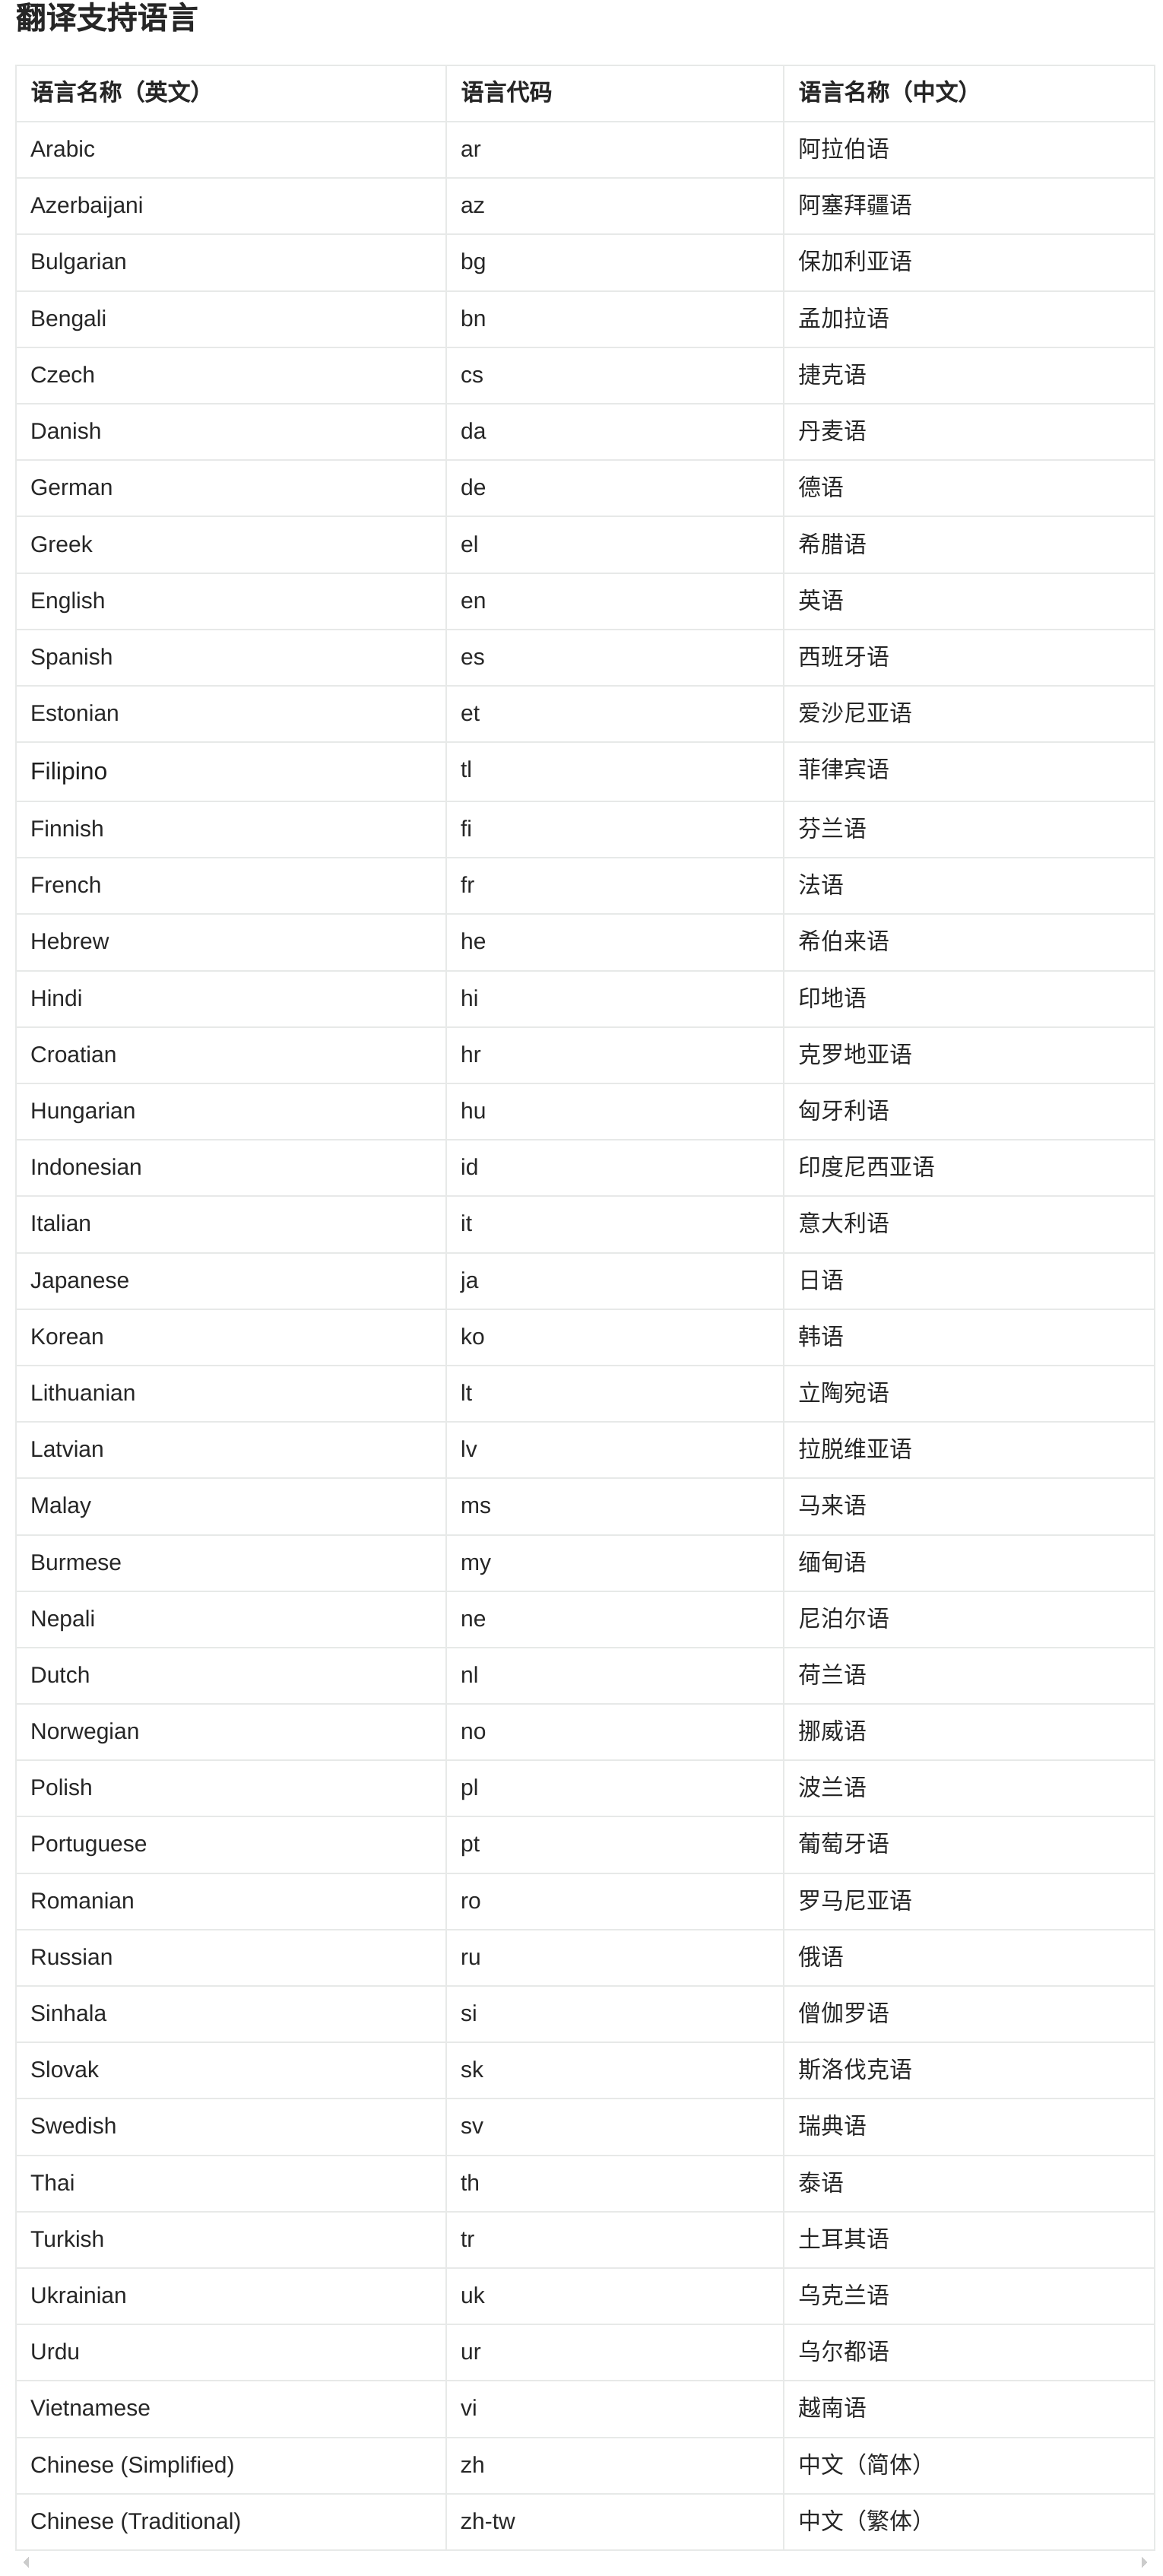 翻译支持语言
语言名称（英文） 语言代码 语言名称（中文）
Arabic ar 阿拉伯语
Azerbaijani az 阿塞拜疆语
Bulgarian bg 保加利亚语
Bengali bn 孟加拉语
Czech cs 捷克语
Danish da 丹麦语
German de 德语
Greek el 希腊语
English en 英语
Spanish es 西班牙语
Estonian et 爱沙尼亚语
Filipino tl 菲律宾语
Finnish fi 芬兰语
French fr 法语
Hebrew he 希伯来语
Hindi hi 印地语
Croatian hr 克罗地亚语
Hungarian hu 匈牙利语
Indonesian id 印度尼西亚语
Italian it 意大利语
Japanese ja 日语
Korean ko 韩语
Lithuanian lt 立陶宛语
Latvian lv 拉脱维亚语
Malay ms 马来语
Burmese my 缅甸语
Nepali ne 尼泊尔语
Dutch nl 荷兰语
Norwegian no 挪威语
Polish pl 波兰语
Portuguese pt 葡萄牙语
Romanian ro 罗马尼亚语
Russian ru 俄语
Sinhala si 僧伽罗语
Slovak sk 斯洛伐克语
Swedish sv 瑞典语
Thai th 泰语
Turkish tr 土耳其语
Ukrainian uk 乌克兰语
Urdu ur 乌尔都语
Vietnamese vi 越南语
Chinese (Simplified) zh 中文（简体）
Chinese (Traditional) zh-tw 中文（繁体）